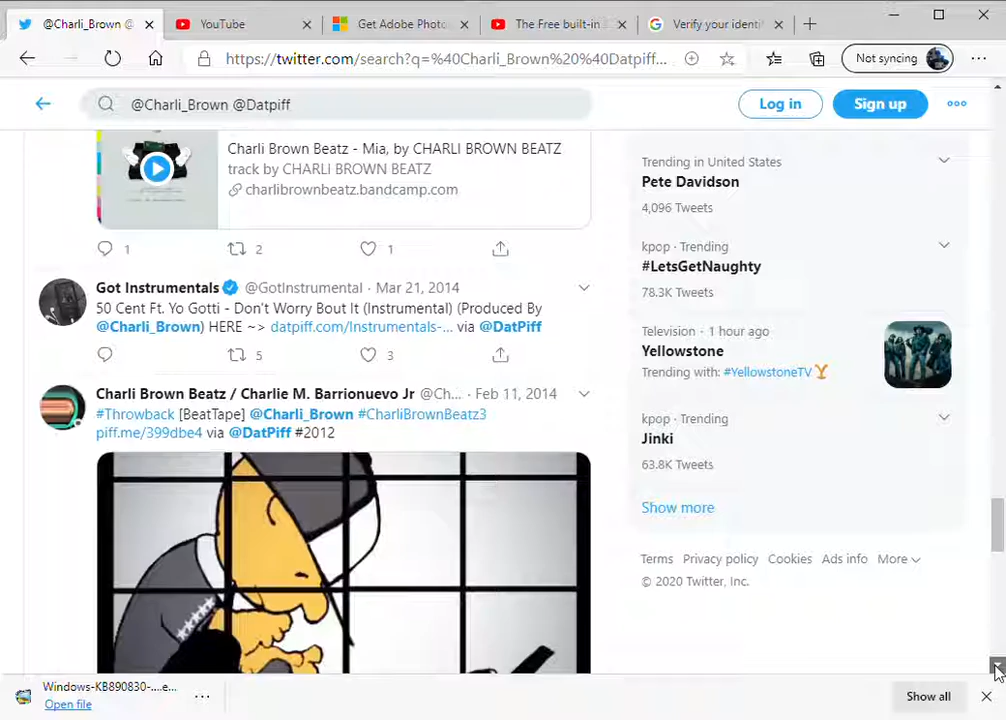 @Charli_Brown @
YouTube
Get Adobe Photo
The Free built-in
Verify your identi
https://twitter.com/search?q=%40Charli_Brown%20%40Datpiff...
Not syncing
@Charli_Brown @Datpiff
Log in
Sign up
Charli Brown Beatz - Mia, by CHARLI BROWN BEATZ
track by CHARLI BROWN BEATZ
charlibrownbeatz.bandcamp.com
1 2 1
Got Instrumentals @GotInstrumental · Mar 21, 2014
50 Cent Ft. Yo Gotti - Don't Worry Bout It (Instrumental) (Produced By
@Charli_Brown) HERE ~> datpiff.com/Instrumentals-... via @DatPiff
5 3
Charli Brown Beatz / Charlie M. Barrionuevo Jr @Ch... · Feb 11, 2014
#Throwback [BeatTape] @Charli_Brown #CharliBrownBeatz3
piff.me/399dbe4 via @DatPiff #2012
Trending in United States
Pete Davidson
4,096 Tweets
kpop · Trending
#LetsGetNaughty
78.3K Tweets
Television · 1 hour ago
Yellowstone
Trending with: #YellowstoneTV
kpop · Trending
Jinki
63.8K Tweets
Show more
Terms Privacy policy Cookies Ads info More
© 2020 Twitter, Inc.
Windows-KB890830-....e...
Open file
Show all